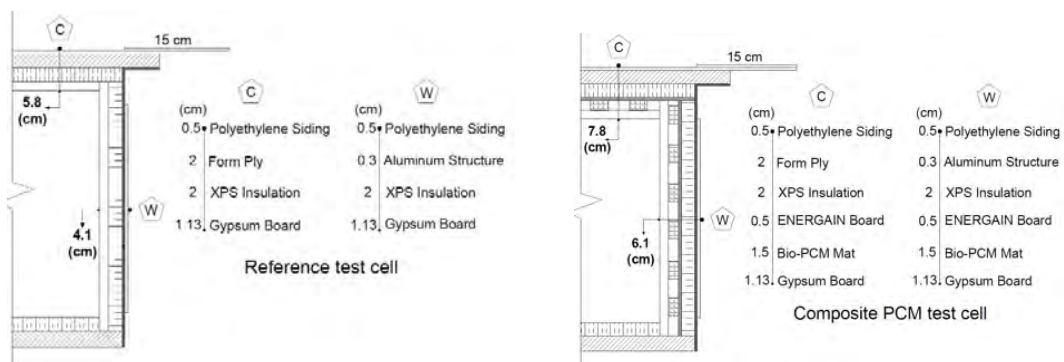 C
15 cm
5.8
(cm)
W
4.1
(cm)
(cm) C
0.5 Polyethylene Siding
2 Form Ply
2 XPS Insulation
1.13 Gypsum Board
(cm) W
0.5 Polyethylene Siding
0.3 Aluminum Structure
2 XPS Insulation
1.13 Gypsum Board
Reference test cell
C
15 cm
7.8
(cm)
W
6.1
(cm)
(cm) C
0.5 Polyethylene Siding
2 Form Ply
2 XPS Insulation
0.5 ENERGAIN Board
1.5 Bio-PCM Mat
1.13 Gypsum Board
(cm) W
0.5 Polyethylene Siding
0.3 Aluminum Structure
2 XPS Insulation
0.5 ENERGAIN Board
1.5 Bio-PCM Mat
1.13 Gypsum Board
Composite PCM test cell